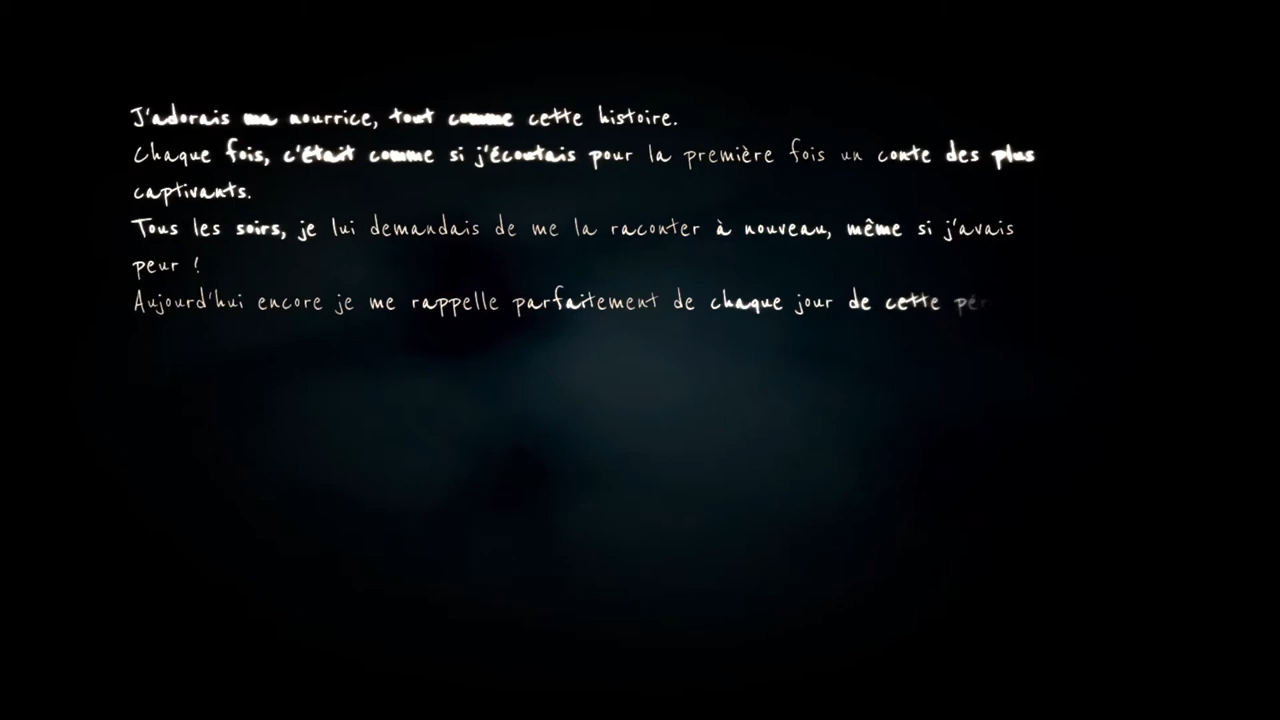 J'adorais ma nourrice, tout comme cette histoire.
Chaque fois, c'était comme si j'écoutais pour la première fois un conte des plus
captivants.
Tous les soirs, je lui demandais de me la raconter à nouveau, même si j'avais
peur !
Aujourd'hui encore je me rappelle parfaitement de chaque jour de cette